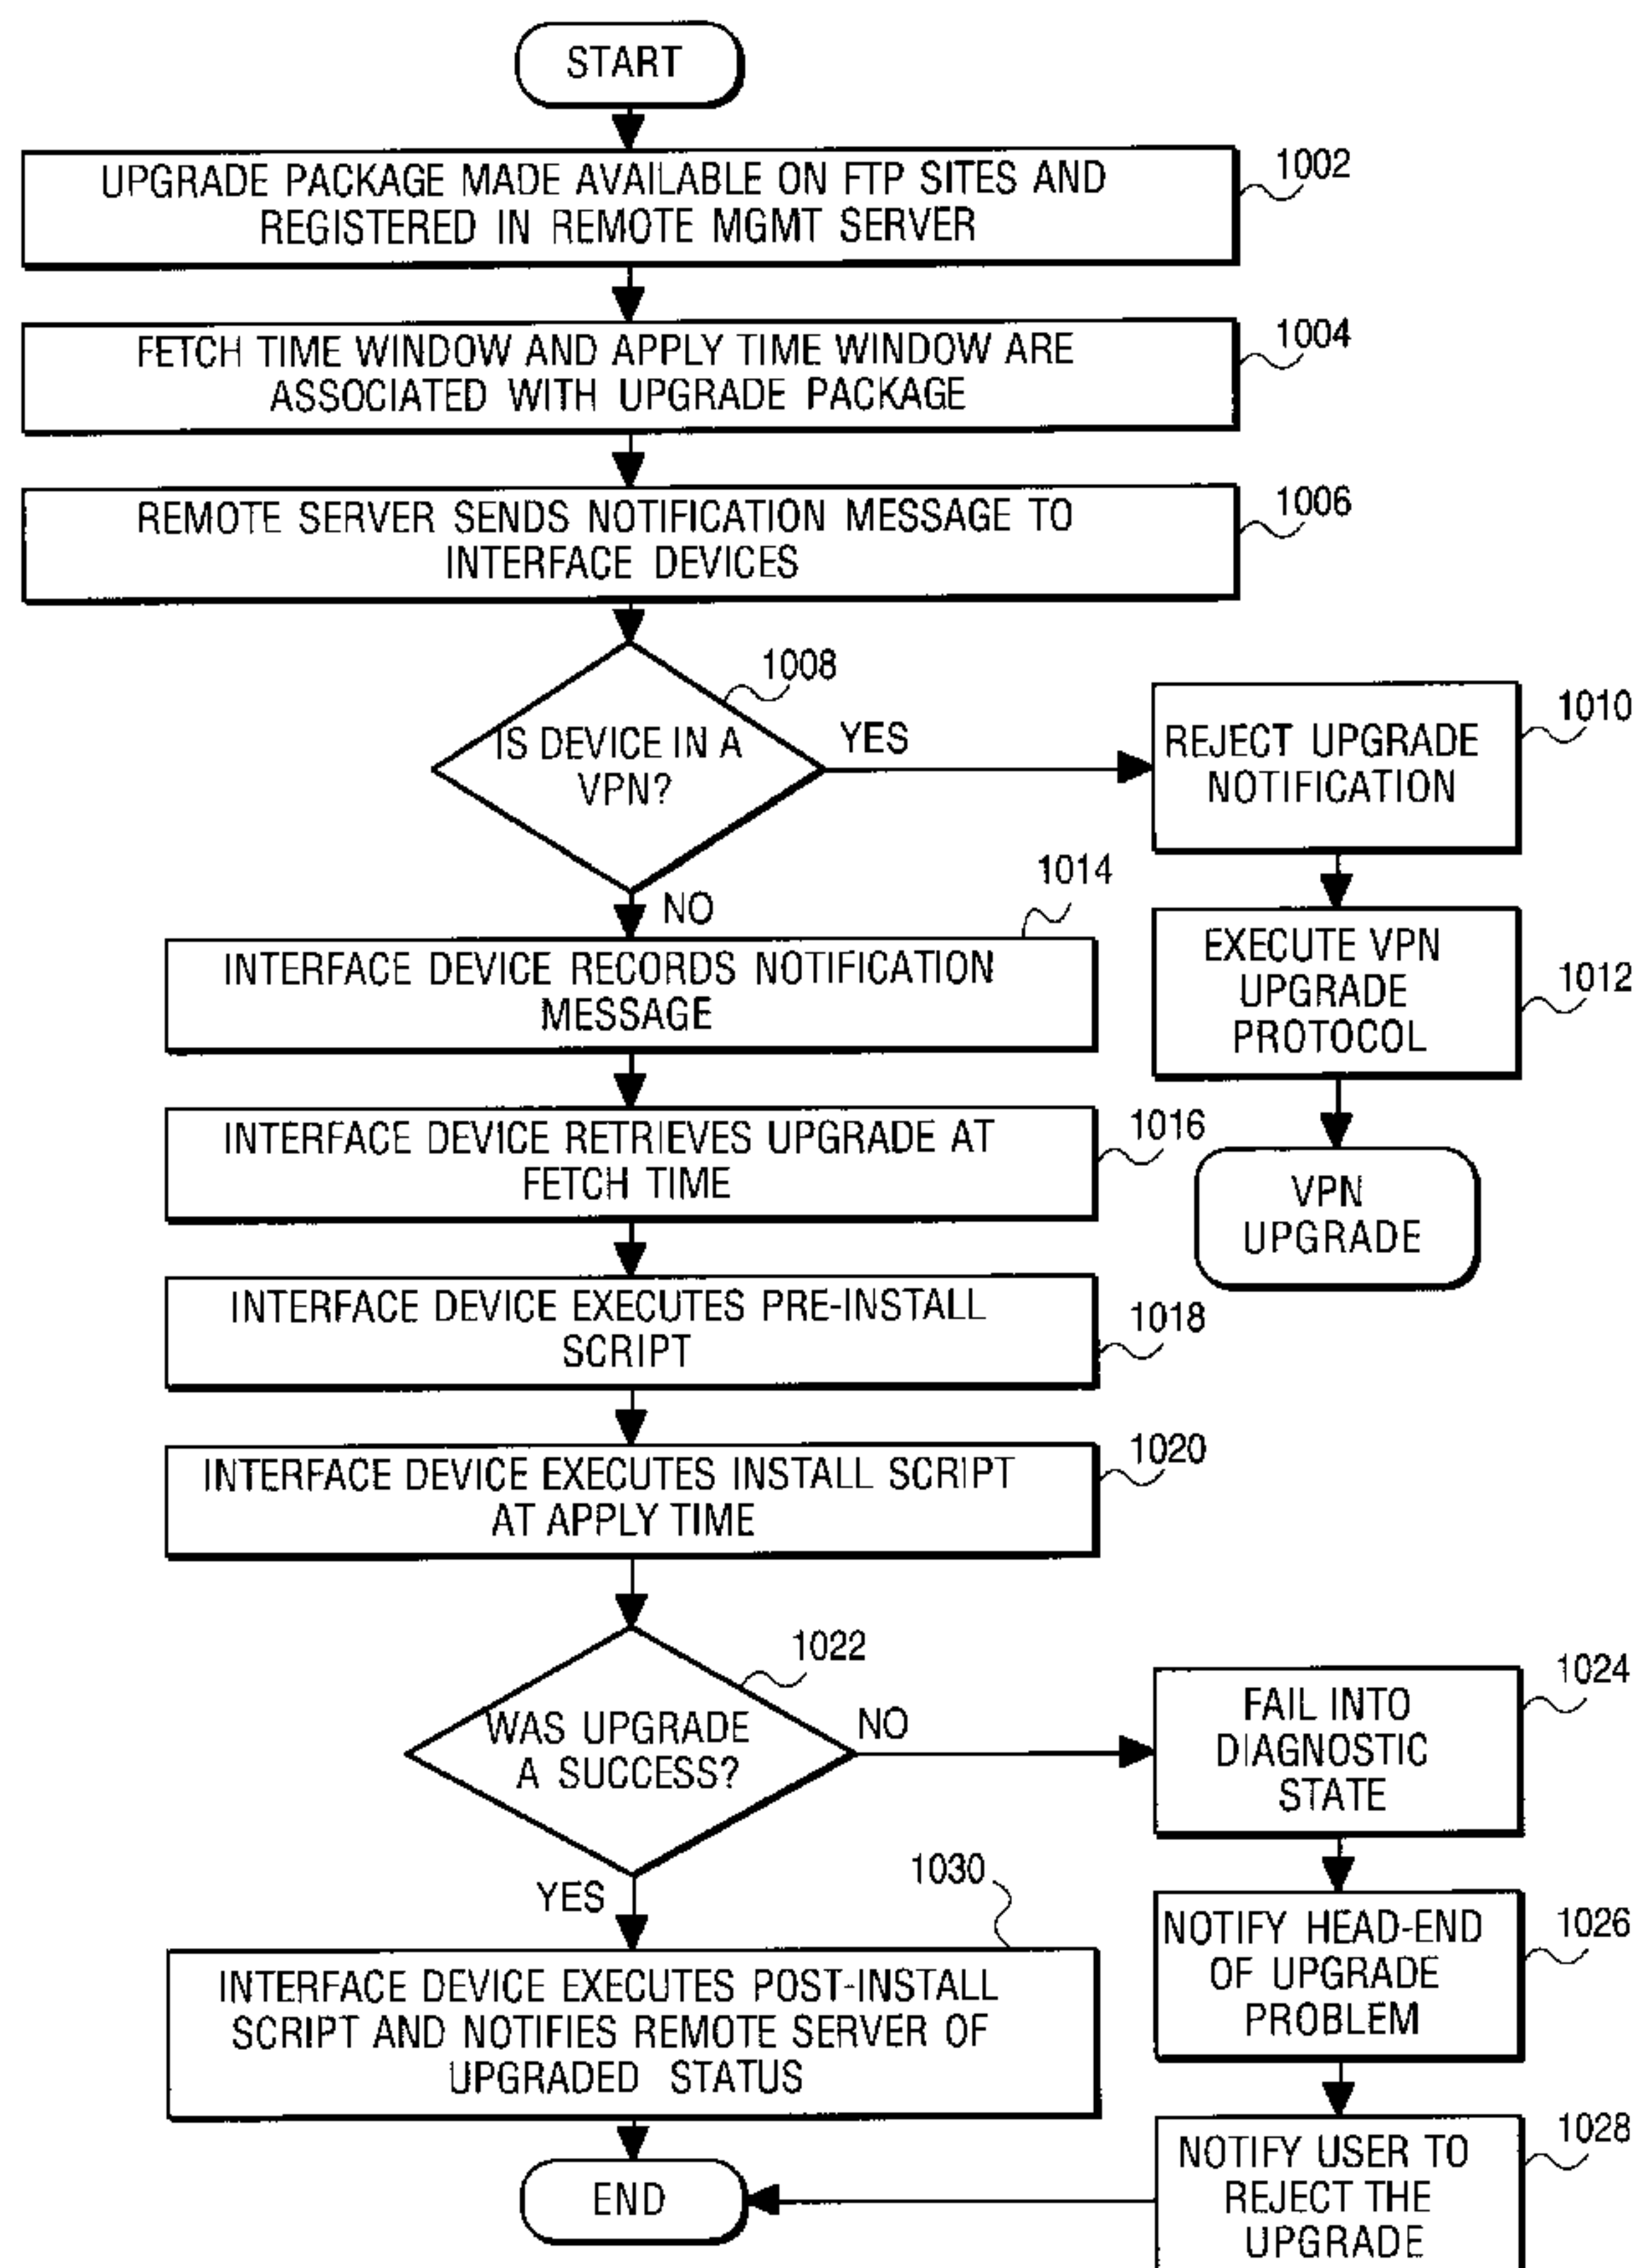 START
UPGRADE PACKAGE MADE AVAILABLE ON FTP SITES AND
REGISTERED IN REMOTE MGMT SERVER
1002
FETCH TIME WINDOW AND APPLY TIME WINDOW ARE
ASSOCIATED WITH UPGRADE PACKAGE
1004
REMOTE SERVER SENDS NOTIFICATION MESSAGE TO
INTERFACE DEVICES
1006
IS DEVICE IN A
VPN?
1008
YES
REJECT UPGRADE
NOTIFICATION
1010
EXECUTE VPN
UPGRADE
PROTOCOL
1012
VPN
UPGRADE
NO
INTERFACE DEVICE RECORDS NOTIFICATION
MESSAGE
1014
INTERFACE DEVICE RETRIEVES UPGRADE AT
FETCH TIME
1016
INTERFACE DEVICE EXECUTES PRE-INSTALL
SCRIPT
1018
INTERFACE DEVICE EXECUTES INSTALL SCRIPT
AT APPLY TIME
1020
WAS UPGRADE
A SUCCESS?
1022
NO
FAIL INTO
DIAGNOSTIC
STATE
1024
NOTIFY HEAD-END
OF UPGRADE
PROBLEM
1026
NOTIFY USER TO
REJECT THE
UPGRADE
1028
YES
INTERFACE DEVICE EXECUTES POST-INSTALL
SCRIPT AND NOTIFIES REMOTE SERVER OF
UPGRADED STATUS
1030
END